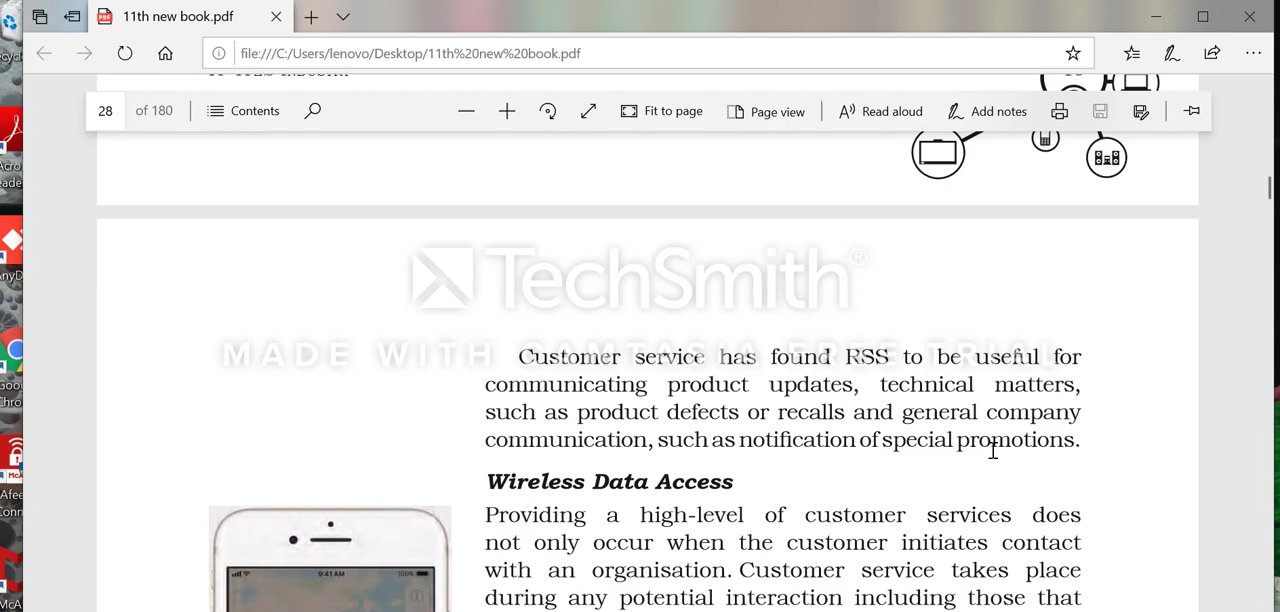 11th new book.pdf
file:///C:/Users/lenovo/Desktop/11th%20new%20book.pdf
28 of 180 Contents Fit to page Page view Read aloud Add notes
TechSmith®
MADE WITH CAMTASIA FREE TRIAL
Customer service has found RSS to be useful for
communicating product updates, technical matters,
such as product defects or recalls and general company
communication, such as notification of special promotions.
Wireless Data Access
Providing a high-level of customer services does
not only occur when the customer initiates contact
with an organisation. Customer service takes place
during any potential interaction including those that
9:41 AM 100%